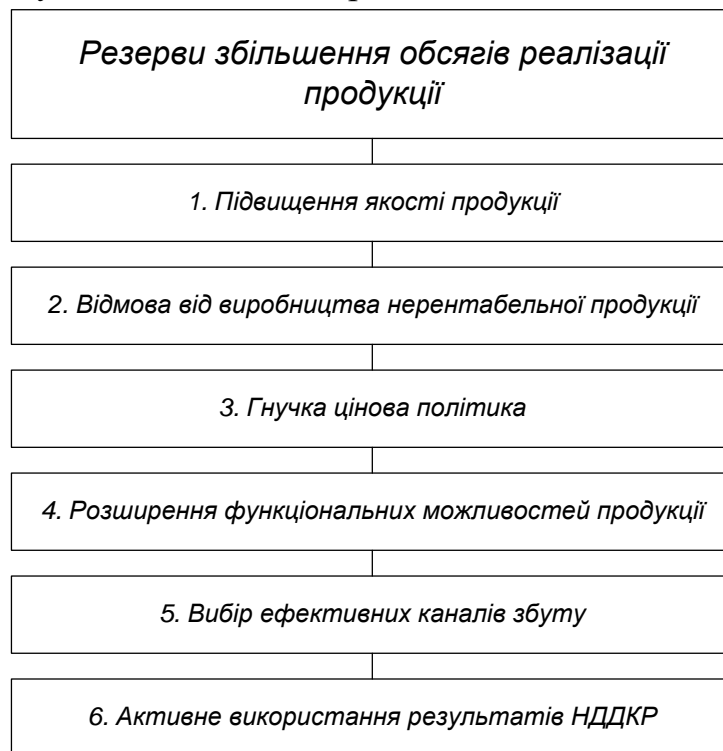 Резерви збільшення обсягів реалізації
продукції
1. Підвищення якості продукції
2. Відмова від виробництва нерентабельної продукції
3. Гнучка цінова політика
4. Розширення функціональних можливостей продукції
5. Вибір ефективних каналів збуту
6. Активне використання результатів НДДКР